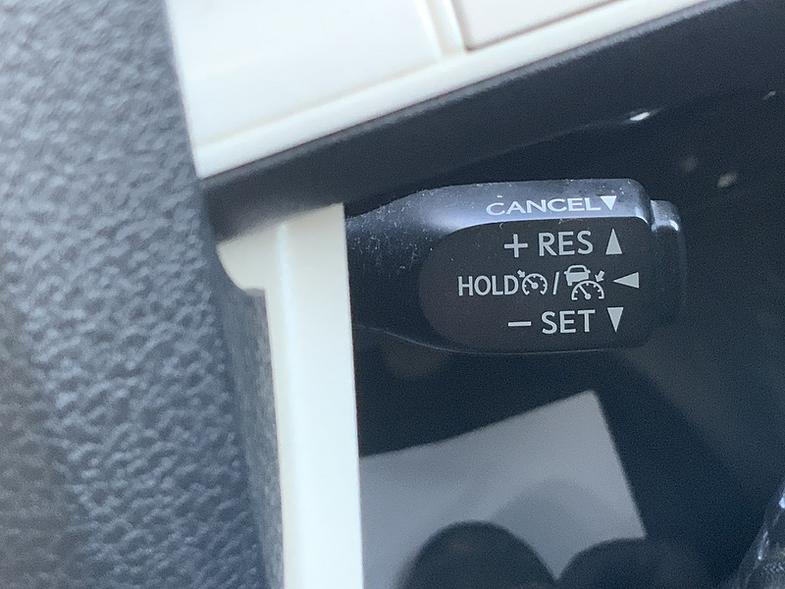 CANCEL▼
+ RES ▲
HOLD / ◀
− SET ▼